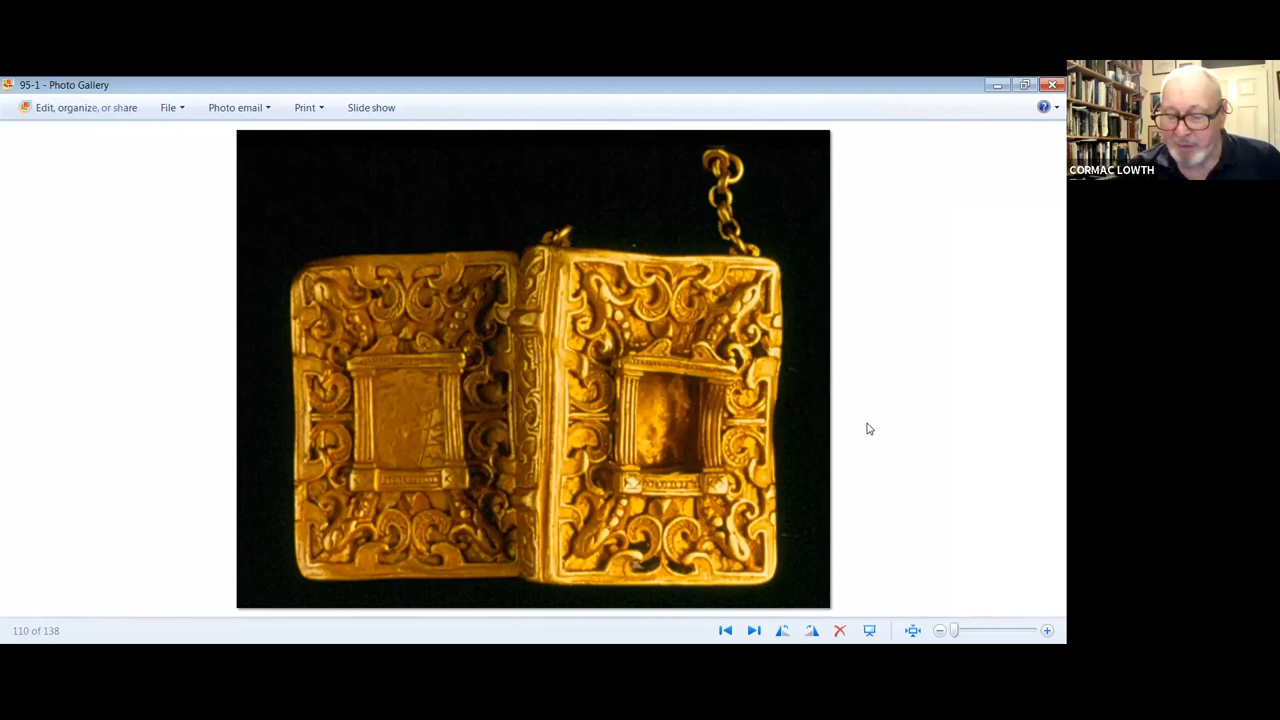 95-1 - Photo Gallery
Edit, organize, or share File Photo email Print Slide show
CORMAC LOWTH
110 of 138